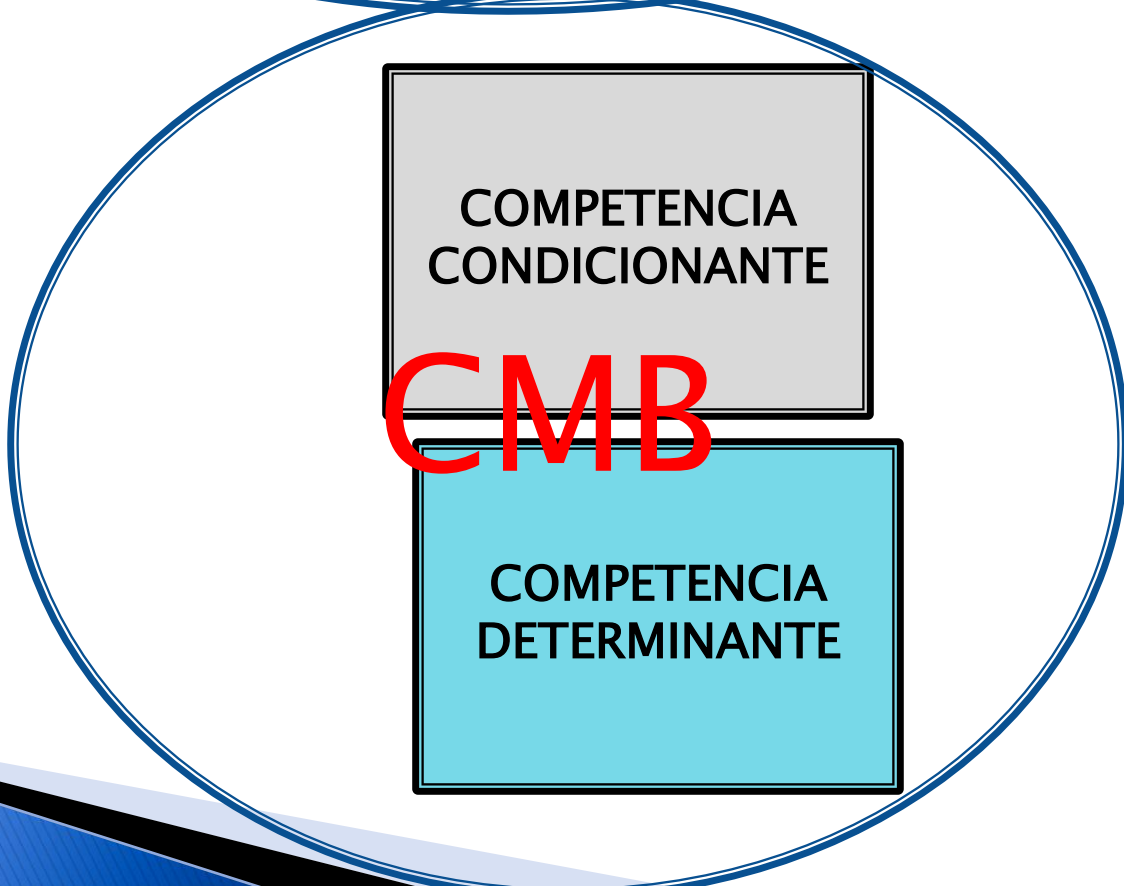 COMPETENCIA
CONDICIONANTE
CMB
COMPETENCIA
DETERMINANTE